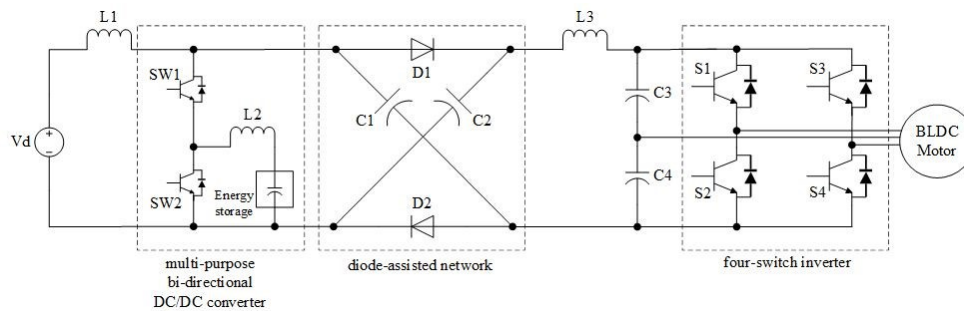 L1
L3
SW1
D1
S1
S3
C3
L2
C1
C2
Vd
BLDC
Motor
C4
SW2
Energy
storage
D2
S2
S4
multi-purpose
bi-directional
DC/DC converter
diode-assisted network
four-switch inverter